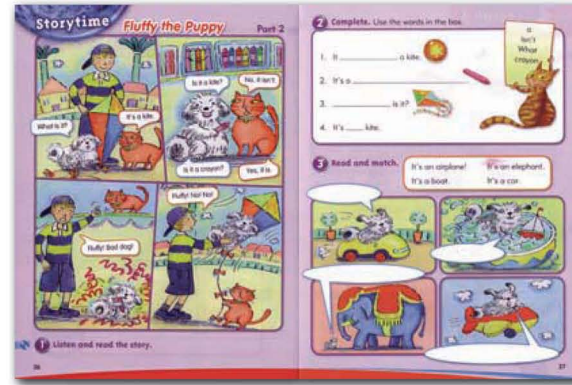 Storytime
Fluffy the Puppy
Part 2
What is it?
It's a kite.
Is it a kite?
No, it isn't.
Is it a crayon?
Yes, it is.
Fluffy! Bad dog!
Fluffy! No! No!
1 Listen and read the story.
36
2 Complete. Use the words in the box.
a
isn't
What
crayon
1. It ______ a kite.
2. It's a ______
3. ______ is it?
4. It's ____ kite.
3 Read and match.
It's an airplane! It's an elephant.
It's a boat. It's a car.
37